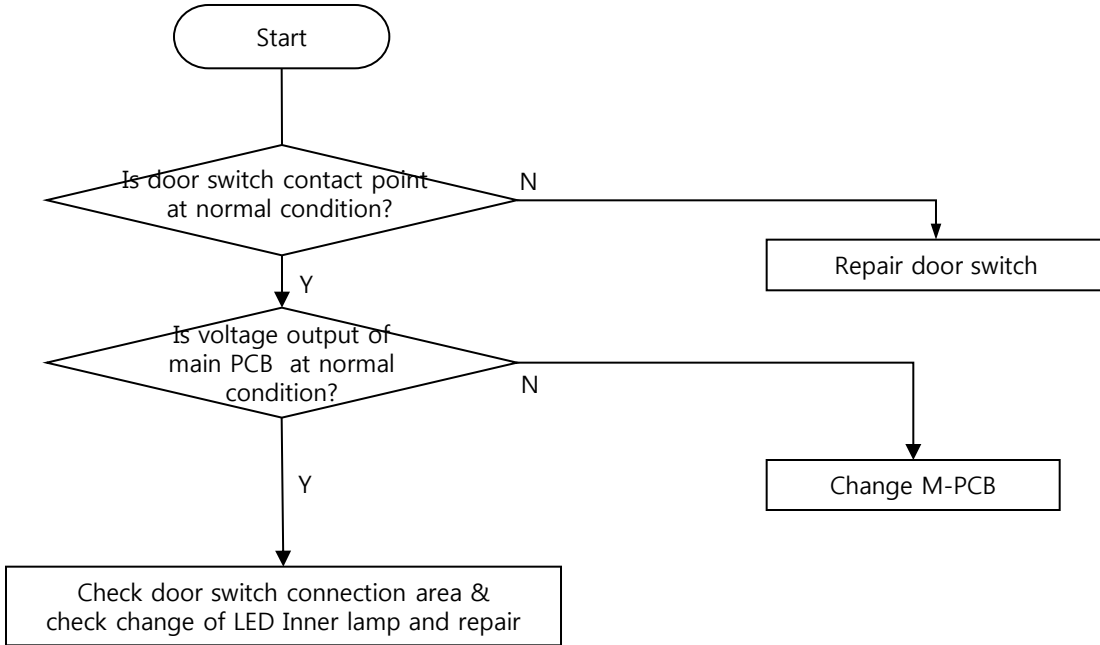 Start
Is door switch contact point
at normal condition?
N
Repair door switch
Y
Is voltage output of
main PCB  at normal
condition?
N
Change M-PCB
Y
Check door switch connection area &
check change of LED Inner lamp and repair